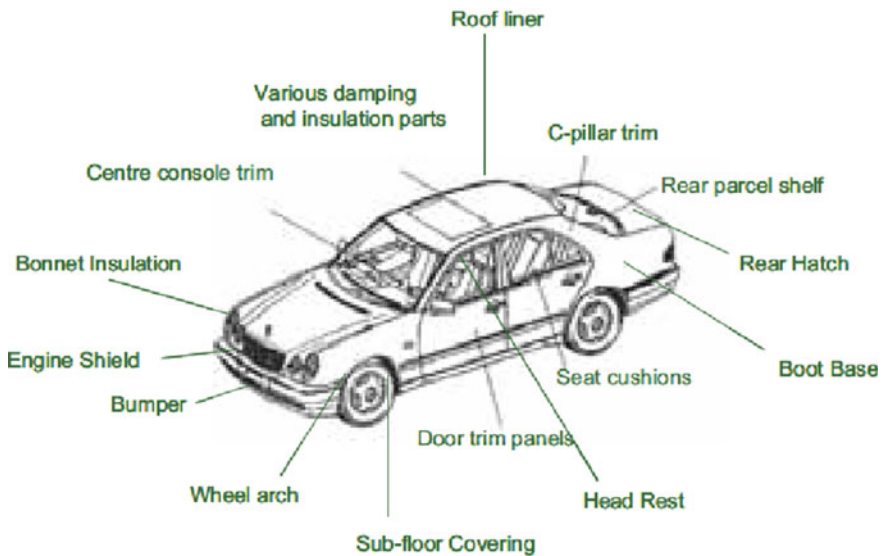 Roof liner
Various damping
and insulation parts
C-pillar trim
Centre console trim
Rear parcel shelf
Bonnet Insulation
Rear Hatch
Engine Shield
Seat cushions
Boot Base
Bumper
Door trim panels
Wheel arch
Head Rest
Sub-floor Covering